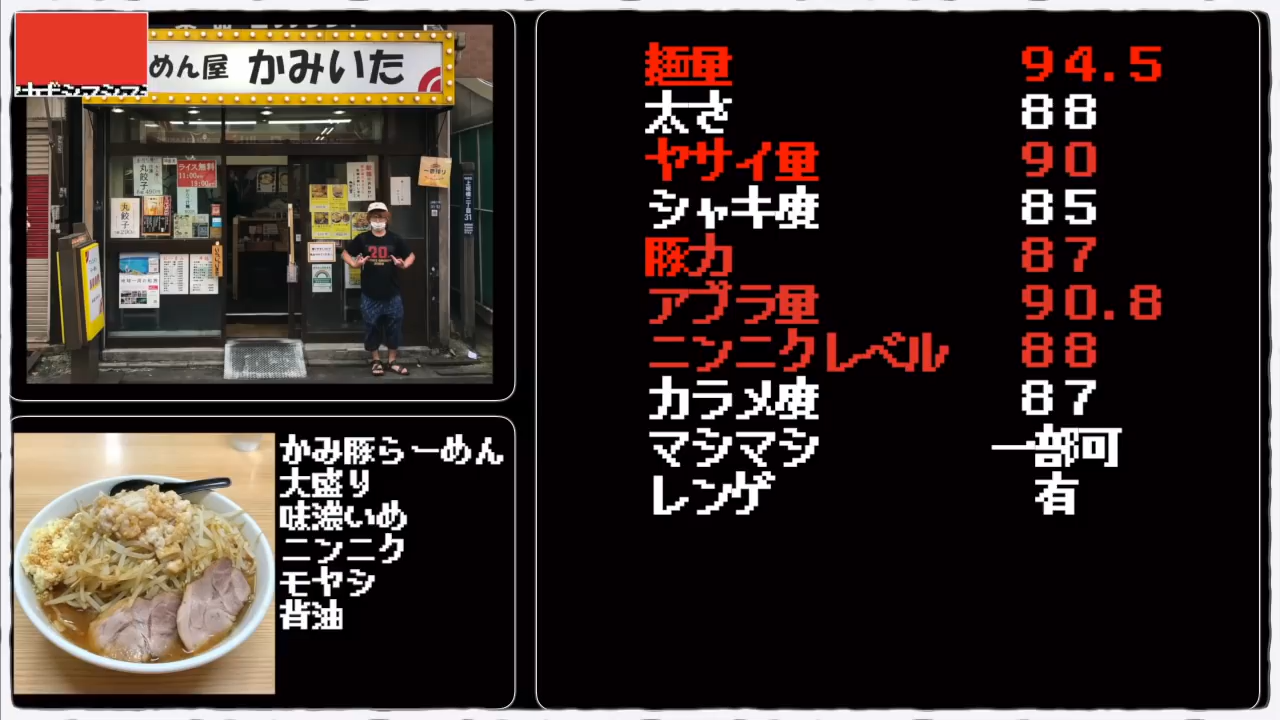 めん屋 かみいた
ライス無料
丸餃子
かみ豚らーめん
大盛り
味濃いめ
ニンニク
モヤシ
背油
麺量 94.5
太さ 88
ヤサイ量 90
シャキ度 85
豚力 87
アブラ量 90.8
ニンニクレベル 88
カラメ度 87
マシマシ 一部可
レンゲ 有